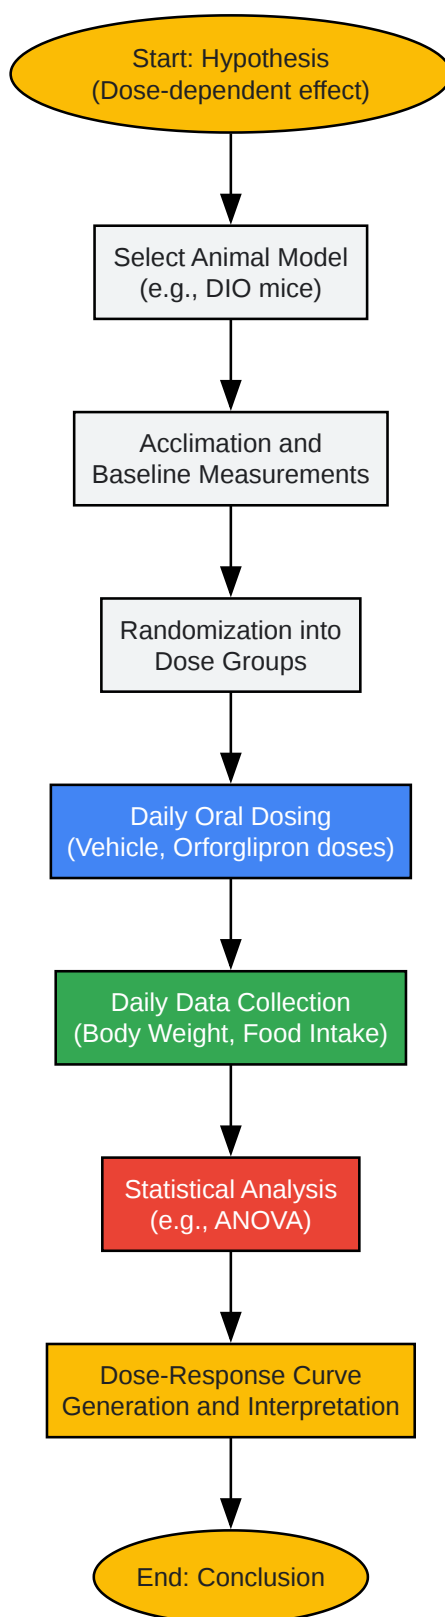 Start: Hypothesis
(Dose-dependent effect)
Select Animal Model
(e.g., DIO mice)
Acclimation and
Baseline Measurements
Randomization into
Dose Groups
Daily Oral Dosing
(Vehicle, Orforglipron doses)
Daily Data Collection
(Body Weight, Food Intake)
Statistical Analysis
(e.g., ANOVA)
Dose-Response Curve
Generation and Interpretation
End: Conclusion